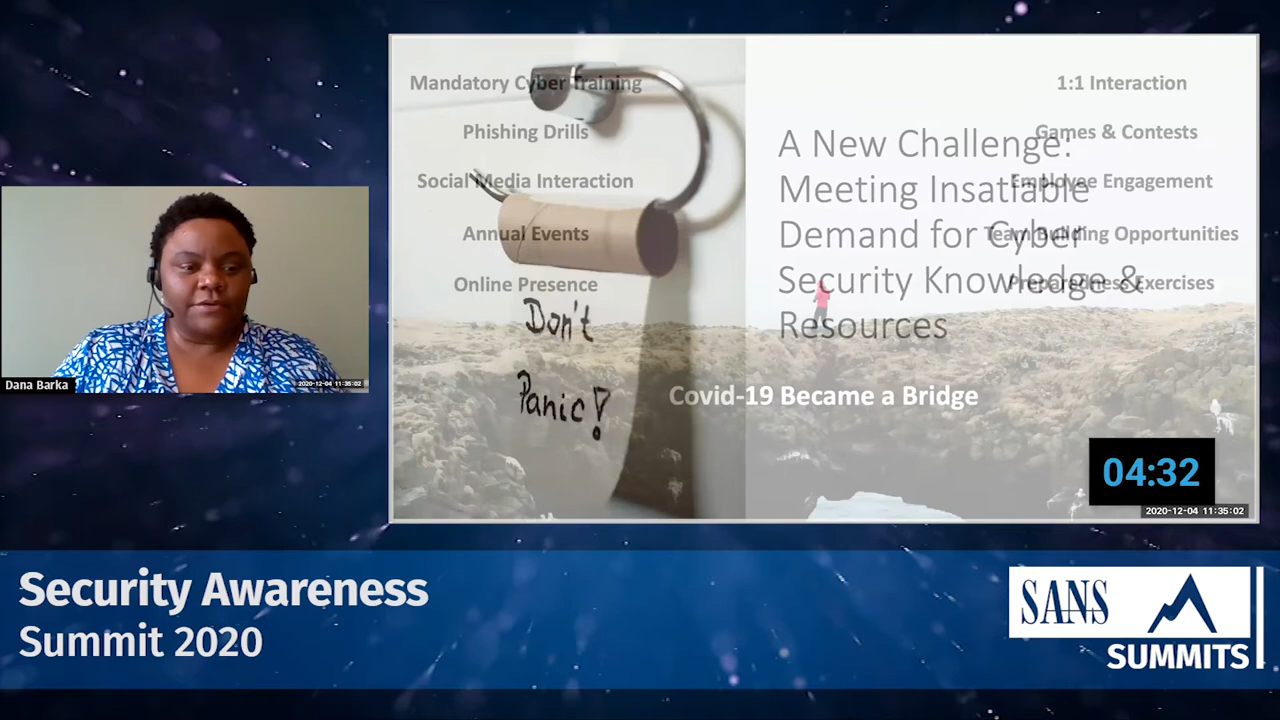 Mandatory Cyber Training
Phishing Drills
Social Media Interaction
Annual Events
Online Presence
1:1 Interaction
Games & Contests
Employee Engagement
Team Building Opportunities
Preparedness Exercises
A New Challenge:
Meeting Insatiable
Demand for Cyber
Security Knowledge &
Resources
Don't
Panic!
Covid-19 Became a Bridge
04:32
2020-12-04 11:35:02
Dana Barka
2020-12-04 11:35:02
Security Awareness
Summit 2020
SANS
SUMMITS